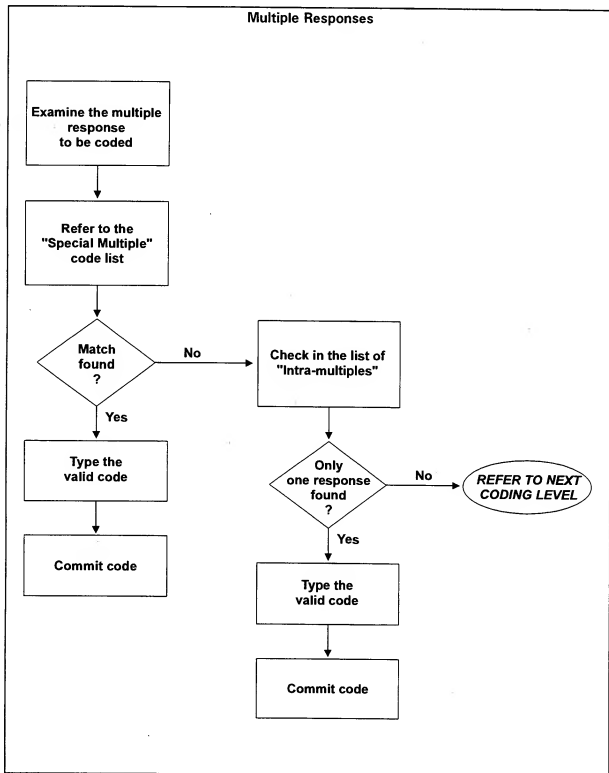 Multiple Responses
Examine the multiple
response
to be coded
Refer to the
"Special Multiple"
code list
Match
found
?
No
Check in the list of
"Intra-multiples"
Yes
Type the
valid code
Only
one response
found
?
No
REFER TO NEXT
CODING LEVEL
Commit code
Yes
Type the
valid code
Commit code